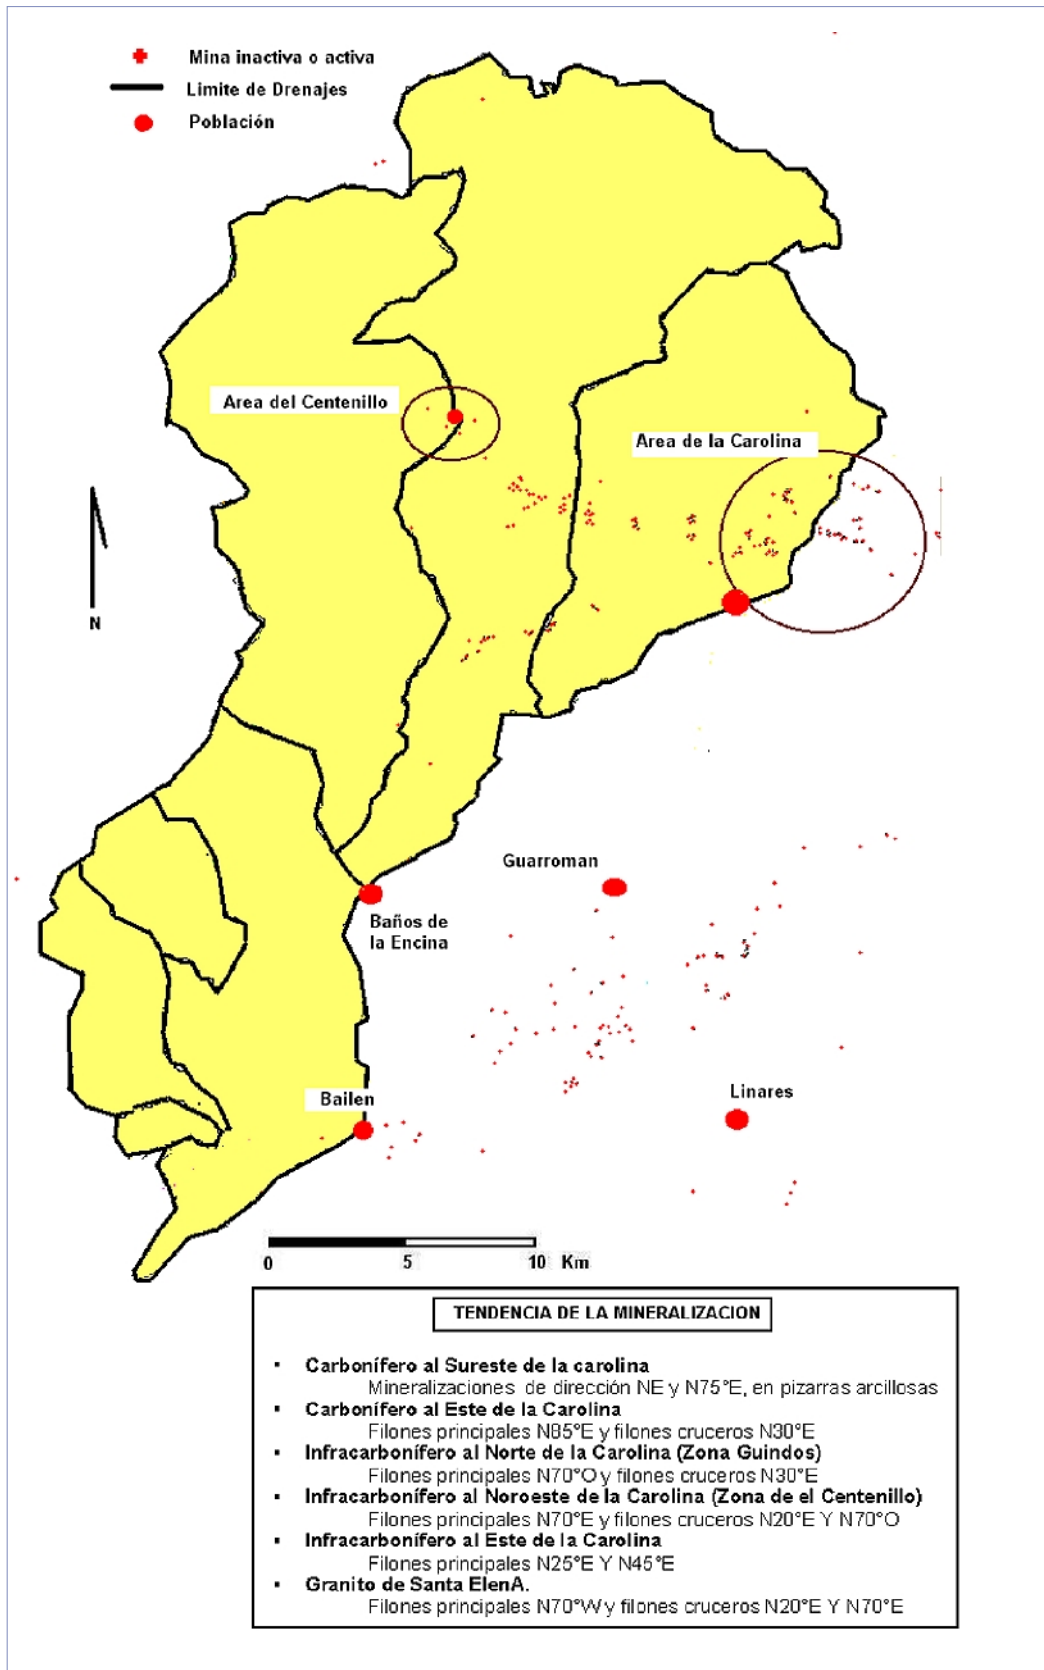 Mina inactiva o activa
Limite de Drenajes
Población
Area del Centenillo
Area de la Carolina
N
Guarroman
Baños de
la Encina
Bailen
Linares
0 5 10 Km
TENDENCIA DE LA MINERALIZACION
▪ Carbonífero al Sureste de la carolina
Mineralizaciones de dirección NE y N75°E, en pizarras arcillosas
▪ Carbonífero al Este de la Carolina
Filones principales N85°E y filones cruceros N30°E
▪ Infracarbonífero al Norte de la Carolina (Zona Guindos)
Filones principales N70°O y filones cruceros N30°E
▪ Infracarbonífero al Noroeste de la Carolina (Zona de el Centenillo)
Filones principales N70°E y filones cruceros N20°E Y N70°O
▪ Infracarbonífero al Este de la Carolina
Filones principales N25°E Y N45°E
▪ Granito de Santa ElenA.
Filones principales N70°W y filones cruceros N20°E Y N70°E